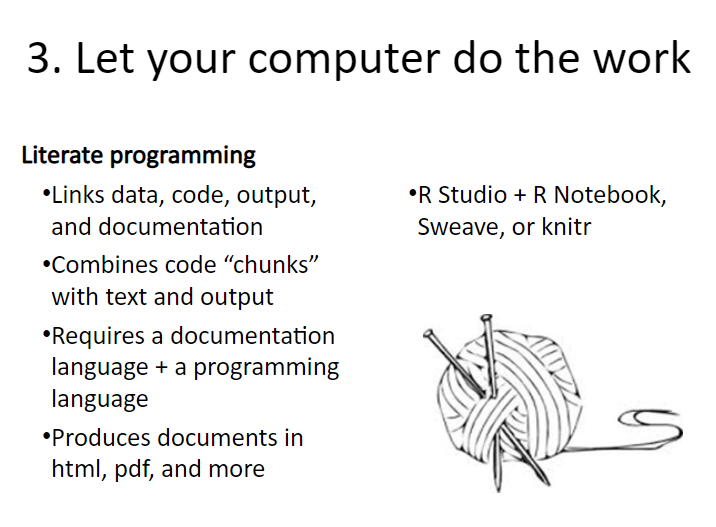 3. Let your computer do the work
Literate programming
•Links data, code, output,
and documentation
•Combines code “chunks”
with text and output
•Requires a documentation
language + a programming
language
•Produces documents in
html, pdf, and more
•R Studio + R Notebook,
Sweave, or knitr